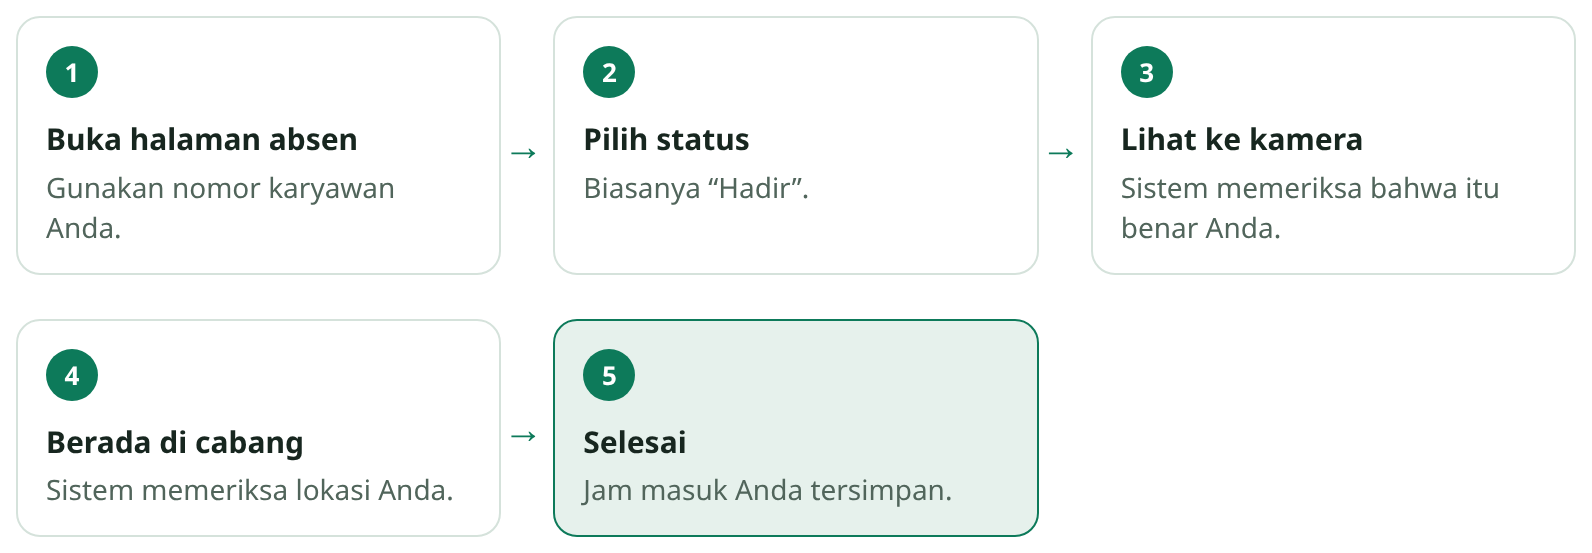 1
Buka halaman absen
Gunakan nomor karyawan
Anda.
→
2
Pilih status
Biasanya “Hadir”.
→
3
Lihat ke kamera
Sistem memeriksa bahwa itu
benar Anda.
4
Berada di cabang
Sistem memeriksa lokasi Anda.
→
5
Selesai
Jam masuk Anda tersimpan.